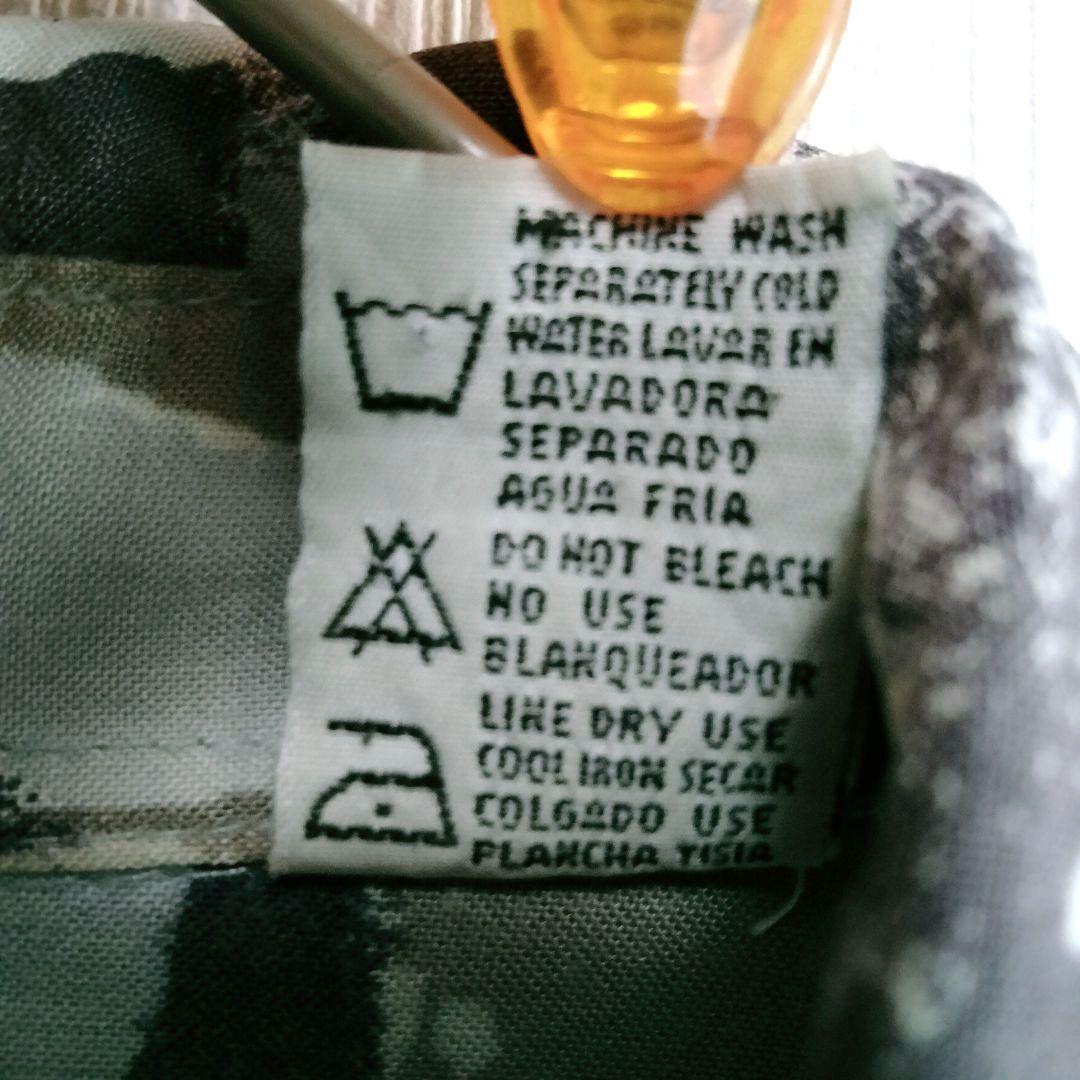 MACHINE WASH
SEPARATELY COLD
WATER LAVAR EN
LAVADORA
SEPARADO
AGUA FRIA
DO NOT BLEACH
NO USE
BLANQUEADOR
LINE DRY USE
COOL IRON SECAR
COLGADO USE
PLANCHA TISIA